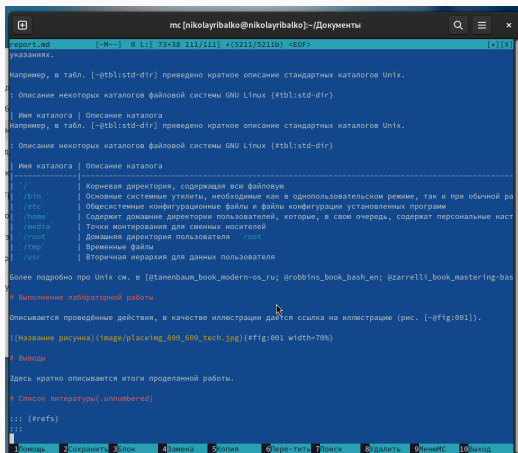 mc [nikolayribalko@nikolayribalko]:~/Документы
report.md [-M--] 0 L:[ 73+38 111/111] *(5211/5211b) <EOF> [*][X]
указаниях.
Например, в табл. [-@tbl:std-dir] приведено краткое описание стандартных каталогов Unix.
: Описание некоторых каталогов файловой системы GNU Linux {#tbl:std-dir}
| Имя каталога | Описание каталога
Например, в табл. [-@tbl:std-dir] приведено краткое описание стандартных каталогов Unix.
: Описание некоторых каталогов файловой системы GNU Linux {#tbl:std-dir}
| Имя каталога | Описание каталога
| `/` | Корневая директория, содержащая всю файловую
| `/bin ` | Основные системные утилиты, необходимые как в однопользовательском режиме, так и при обычной ра
| `/etc` | Общесистемные конфигурационные файлы и файлы конфигурации установленных программ
| `/home` | Содержит домашние директории пользователей, которые, в свою очередь, содержат персональные наст
| `/media` | Точки монтирования для сменных носителей
| `/root` | Домашняя директория пользователя `root`
| `/tmp` | Временные файлы
| `/usr` | Вторичная иерархия для данных пользователя
Более подробно про Unix см. в [@tanenbaum_book_modern-os_ru; @robbins_book_bash_en; @zarrelli_book_mastering-bas
# Выполнение лабораторной работы
Описываются проведённые действия, в качестве иллюстрации даётся ссылка на иллюстрацию (рис. [-@fig:001]).
![Название рисунка](image/placeimg_800_600_tech.jpg){#fig:001 width=70%}
# Выводы
Здесь кратко описываются итоги проделанной работы.
# Список литературы{.unnumbered}
::: {#refs}
:::
1Помощь 2Сохранить 3Блок 4Замена 5Копия 6Пере~тить 7Поиск 8Удалить 9МенюMC 10Выход